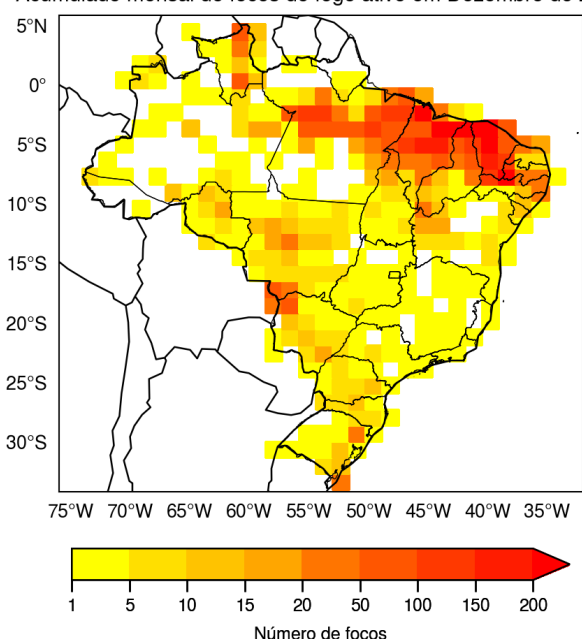 Acumulado mensal de focos de fogo ativo em Dezembro de
5°N
0°
5°S
10°S
15°S
20°S
25°S
30°S
75°W 70°W 65°W 60°W 55°W 50°W 45°W 40°W 35°W
1 5 10 15 20 50 100 150 200
Número de focos